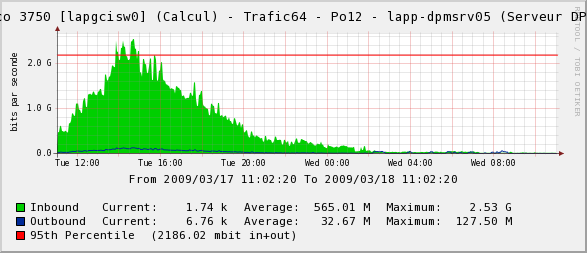 o 3750 [lapgcisw0] (Calcul) - Trafic64 - Po12 - lapp-dpmsrv05 (Serveur DP
RRDTOOL / TOBI OETIKER
bits par seconde
2.0 G
1.0 G
0.0
Tue 12:00 Tue 16:00 Tue 20:00 Wed 00:00 Wed 04:00 Wed 08:00
From 2009/03/17 11:02:20 To 2009/03/18 11:02:20
Inbound Current: 1.74 k Average: 565.01 M Maximum: 2.53 G
Outbound Current: 6.76 k Average: 32.67 M Maximum: 127.50 M
95th Percentile (2186.02 mbit in+out)